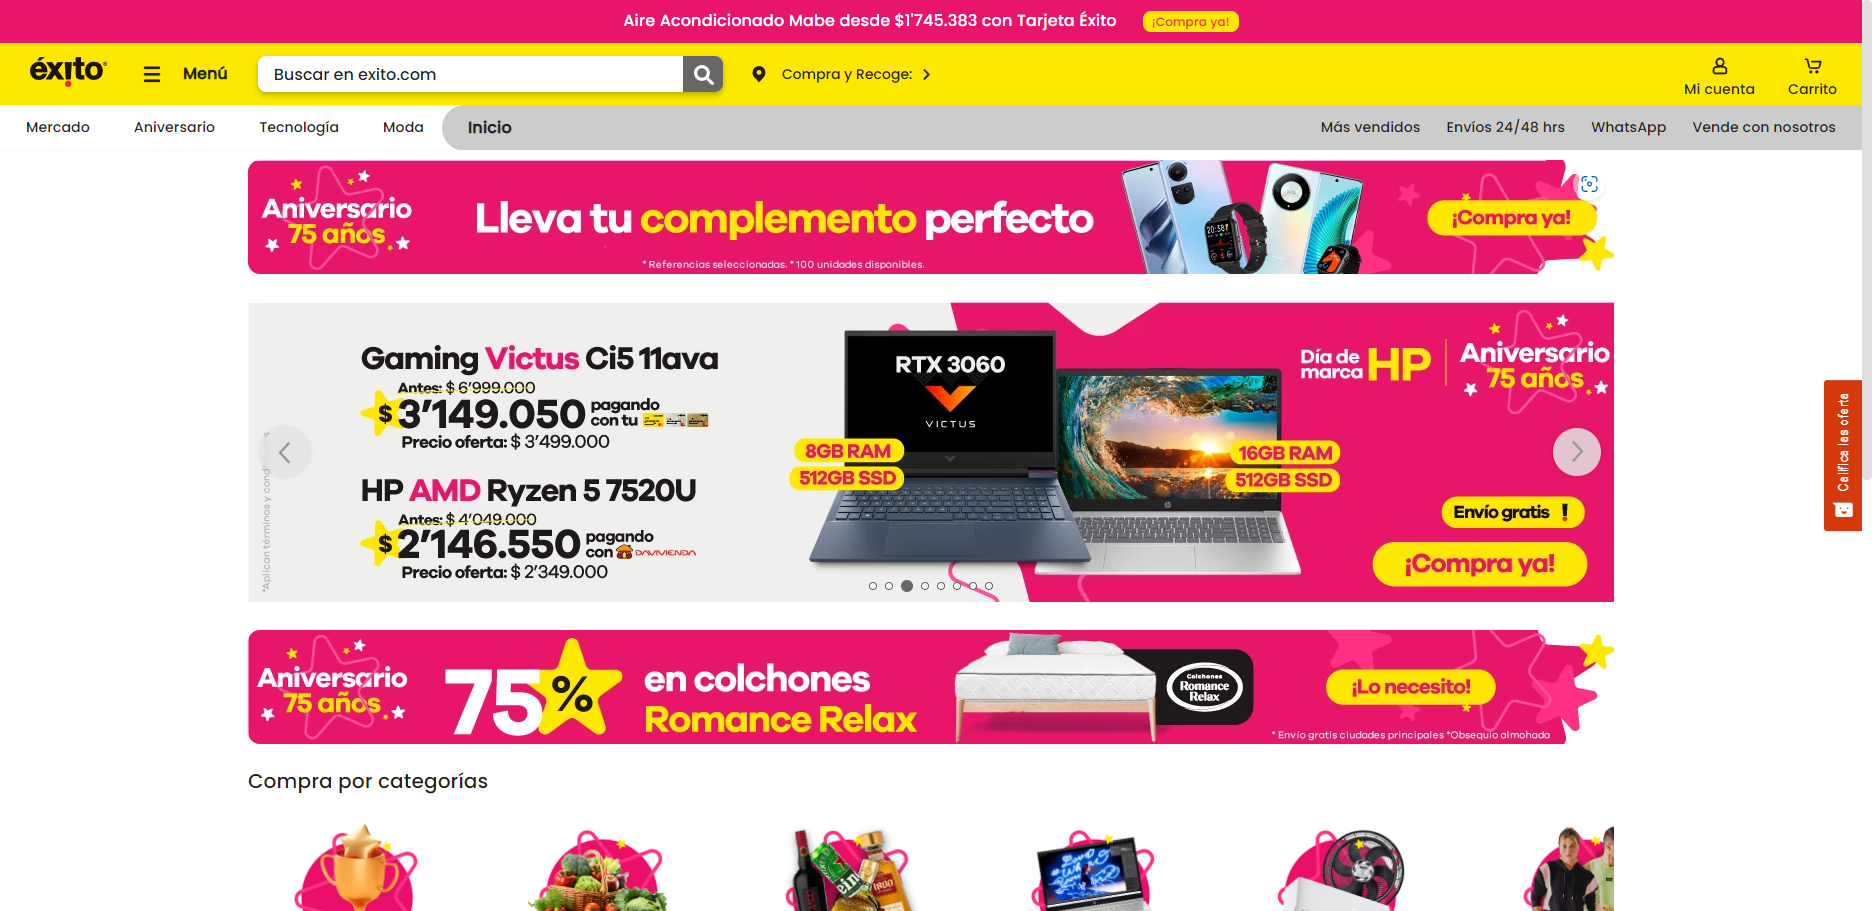 Aire Acondicionado Mabe desde $1'745.383 con Tarjeta Éxito
¡Compra ya!
éxito
Menú
Buscar en exito.com
Compra y Recoge:
Mi cuenta
Carrito
Mercado
Aniversario
Tecnología
Moda
Inicio
Más vendidos
Envíos 24/48 hrs
WhatsApp
Vende con nosotros
Aniversario
75 años
Lleva tu complemento perfecto
* Referencias seleccionadas. * 100 unidades disponibles.
20:38
¡Compra ya!
Gaming Victus Ci5 11ava
Antes: $ 6'999.000
$ 3'149.050 pagando
con tu
Precio oferta: $ 3'499.000
HP AMD Ryzen 5 7520U
Antes: $ 4'049.000
$ 2'146.550 pagando
con DAVIVIENDA
Precio oferta: $ 2'349.000
*Aplican términos y
RTX 3060
VICTUS
8GB RAM
512GB SSD
16GB RAM
512GB SSD
Día de
marca HP
Aniversario
75 años
Envío gratis !
¡Compra ya!
Califica las oferta
Aniversario
75 años
75%
en colchones
Romance Relax
Colchones
Romance
Relax
¡Lo necesito!
* Envío gratis ciudades principales *Obsequio almohada
Compra por categorías
1800